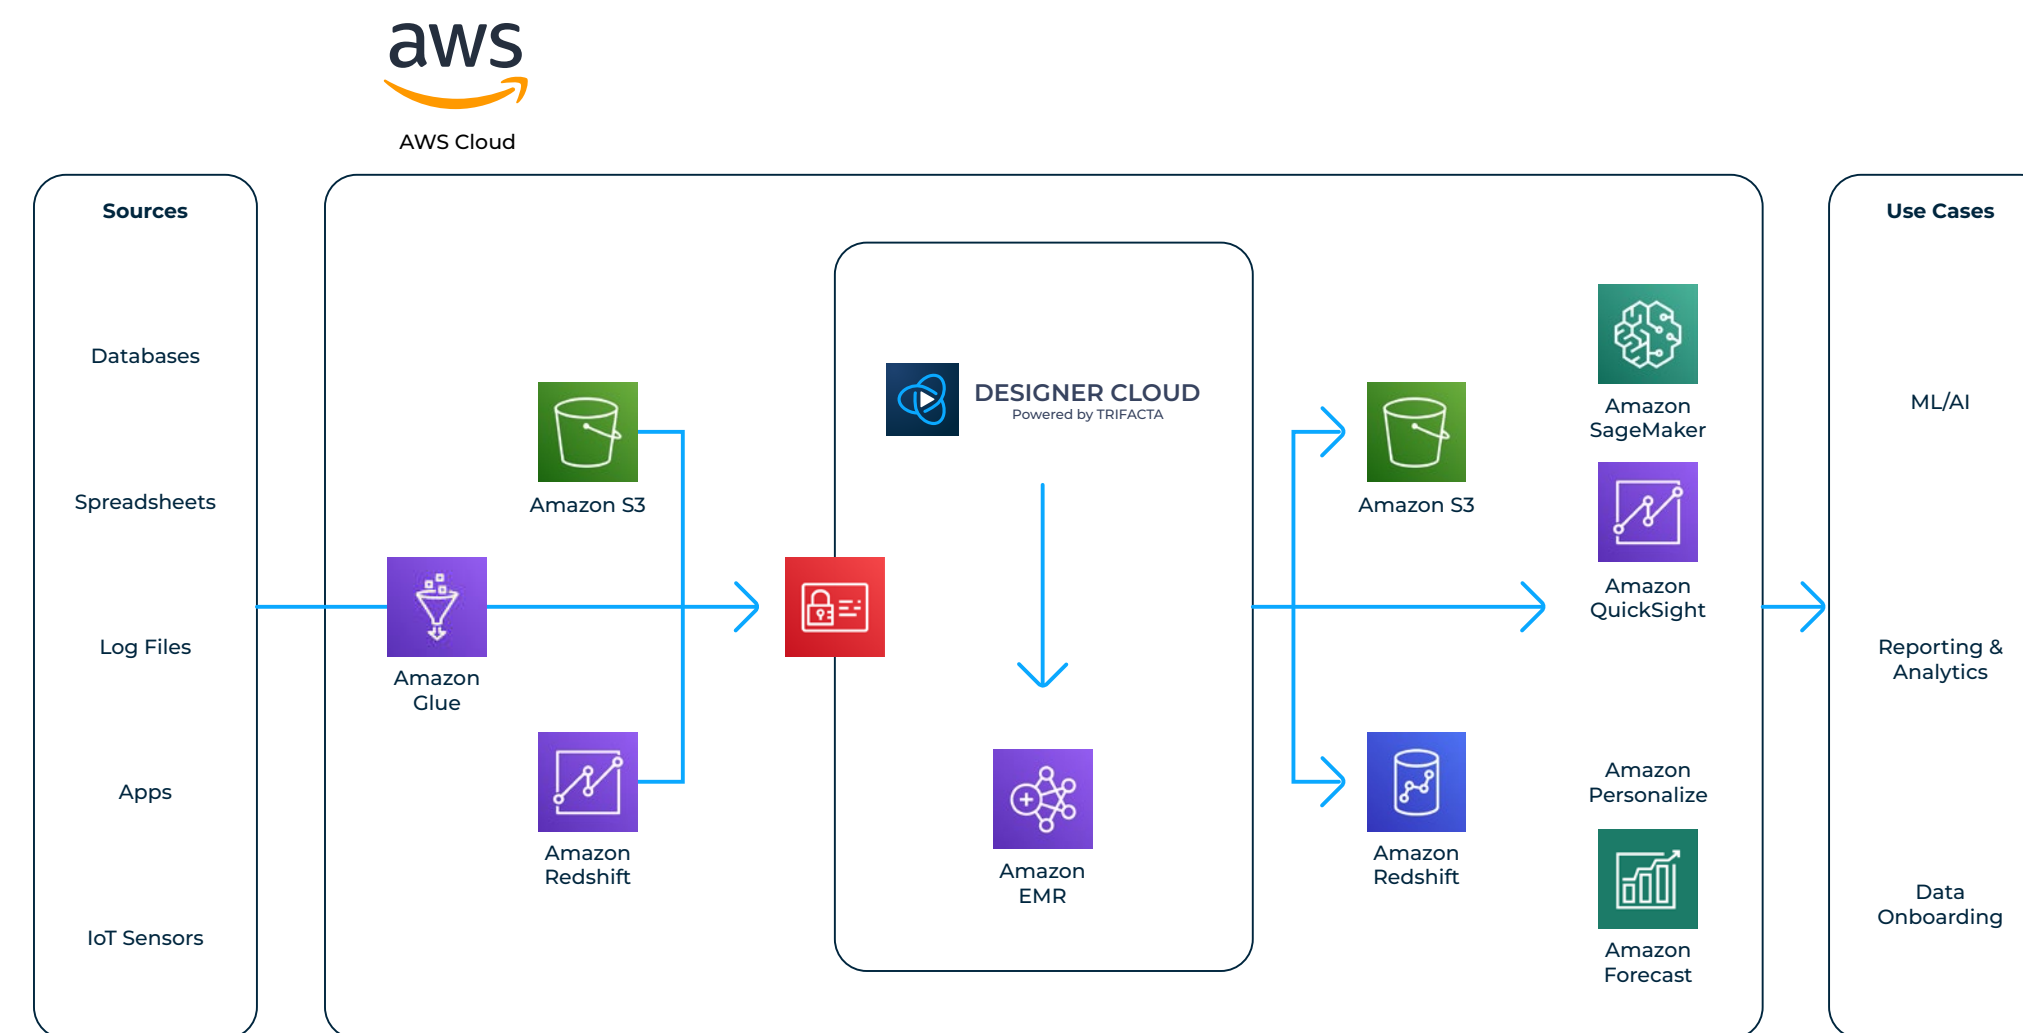 aws
AWS Cloud
Sources
Databases
Spreadsheets
Log Files
Apps
IoT Sensors
Amazon
Glue
Amazon S3
Amazon
Redshift
DESIGNER CLOUD
Powered by TRIFACTA
Amazon
EMR
Amazon S3
Amazon
Redshift
Amazon
SageMaker
Amazon
QuickSight
Amazon
Personalize
Amazon
Forecast
Use Cases
ML/AI
Reporting &
Analytics
Data
Onboarding